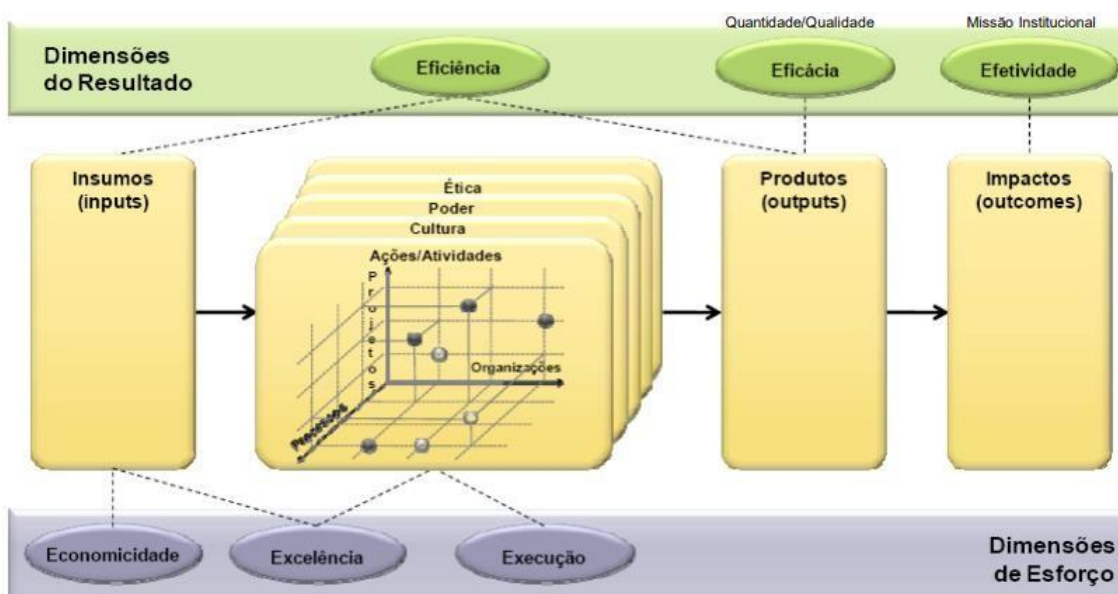 Quantidade/Qualidade
Missão Institucional
Dimensões
do Resultado
Eficiência
Eficácia
Efetividade
Insumos
(inputs)
Ética
Poder
Cultura
Ações/Atividades
Projetos
Organizações
Processos
Produtos
(outputs)
Impactos
(outcomes)
Economicidade
Excelência
Execução
Dimensões
de Esforço